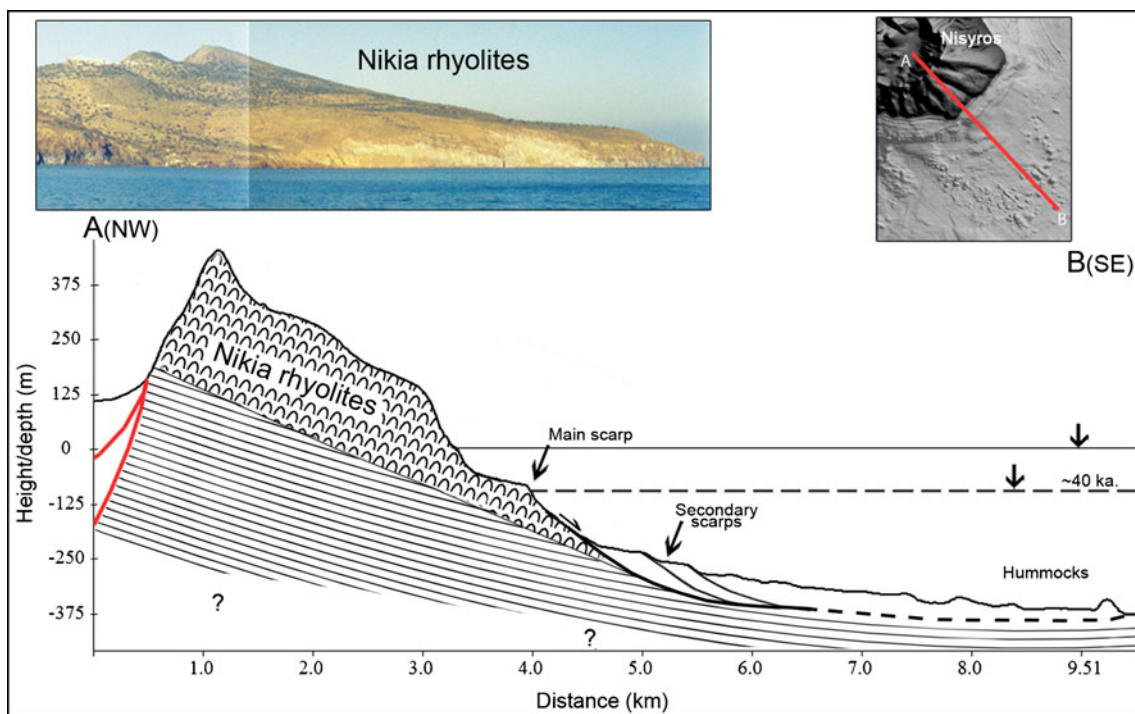 Nikia rhyolites
Nisyros
A
B
A(NW)
B(SE)
Height/depth (m)
375
250
125
0
-125
-250
-375
Nikia rhyolites
Main scarp
~40 ka.
Secondary
scarps
Hummocks
?
?
1.0 2.0 3.0 4.0 5.0 6.0 7.0 8.0 9.51
Distance (km)